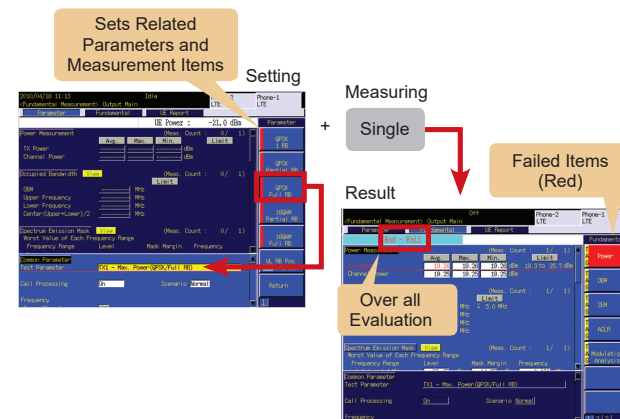 Sets Related
Parameters and
Measurement Items
Setting
2010/04/16 11:13 Idle Phone-1
<Fundamental Measurement> Output Main LTE LTE
Parameter Fundamental UE Report
UE Power : -21.0 dBm Parameter
Power Measurement (Meas. Count : 0/ 1)
Avg. Max. Min. Limit
TX Power dBm
Channel Power dBm
QPSK
1 RB
QPSK
Partial RB
Occupied Bandwidth View (Meas. Count : 0/ 1)
Limit
OBW MHz
Upper Frequency MHz
Lower Frequency MHz
Center(Upper+Lower)/2 MHz
QPSK
Full RB
16QAM
Partial RB
Spectrum Emission Mask View (Meas. Count : 0/ 1)
Worst Value of Each Frequency Range
Frequency Range Level Mask Margin Frequency
16QAM
Full RB
Common Parameter
Test Parameter TX1 - Max. Power(QPSK/Full RB)
UL RB Pos.
Call Processing On Scenario Normal
Return
Frequency
1
+
Measuring
Single
Result
Failed Items
(Red)
Off Phone-2 Phone-1
<Fundamental Measurement> Output Main LTE LTE
Parameter Fundamental UE Report
End - Fail Fundamental
Power Measurement (Meas. Count : 1/ 1)
Avg. Max. Min. Limit
19.26 19.26 19.26 dBm 19.3 to 25.7 dBm
Channel Power 19.25 19.25 19.25 dBm
Power
OBW
SEM
ACLR
Modulation
Analysis
Over all
Evaluation
(Meas. Count : 1/ 1)
Limit
MHz ≤ 5.0 MHz
MHz
MHz
MHz
Spectrum Emission Mask View (Meas. Count : 1/ 1)
Worst Value of Each Frequency Range
Frequency Range Level Mask Margin Frequency
Common Parameter
Test Parameter TX1 - Max. Power(QPSK/Full RB)
Call Processing On Scenario Normal
Frequency